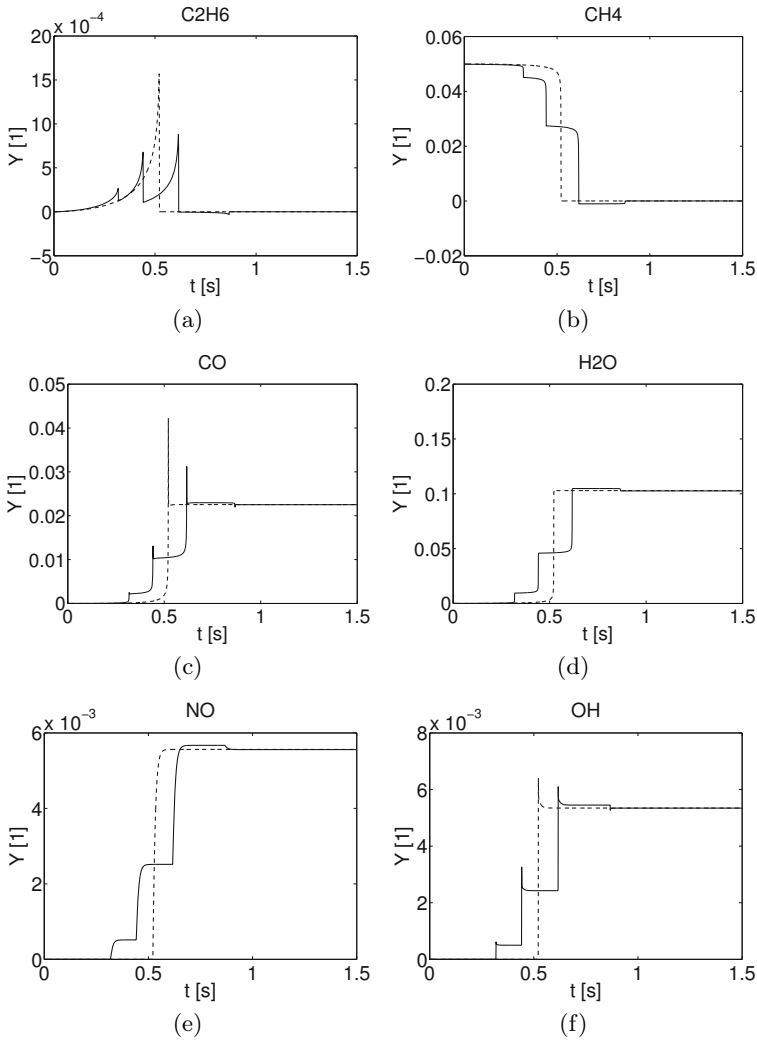 C2H6
x 10⁻⁴
20
15
10
5
0
−5
Y [1]
0 0.5 1 1.5
t [s]
(a)
CH4
0.06
0.04
0.02
0
−0.02
Y [1]
0 0.5 1 1.5
t [s]
(b)
CO
0.05
0.04
0.03
0.02
0.01
0
Y [1]
0 0.5 1 1.5
t [s]
(c)
H2O
0.2
0.15
0.1
0.05
0
Y [1]
0 0.5 1 1.5
t [s]
(d)
NO
x 10⁻³
6
4
2
0
Y [1]
0 0.5 1 1.5
t [s]
(e)
OH
x 10⁻³
8
6
4
2
0
Y [1]
0 0.5 1 1.5
t [s]
(f)